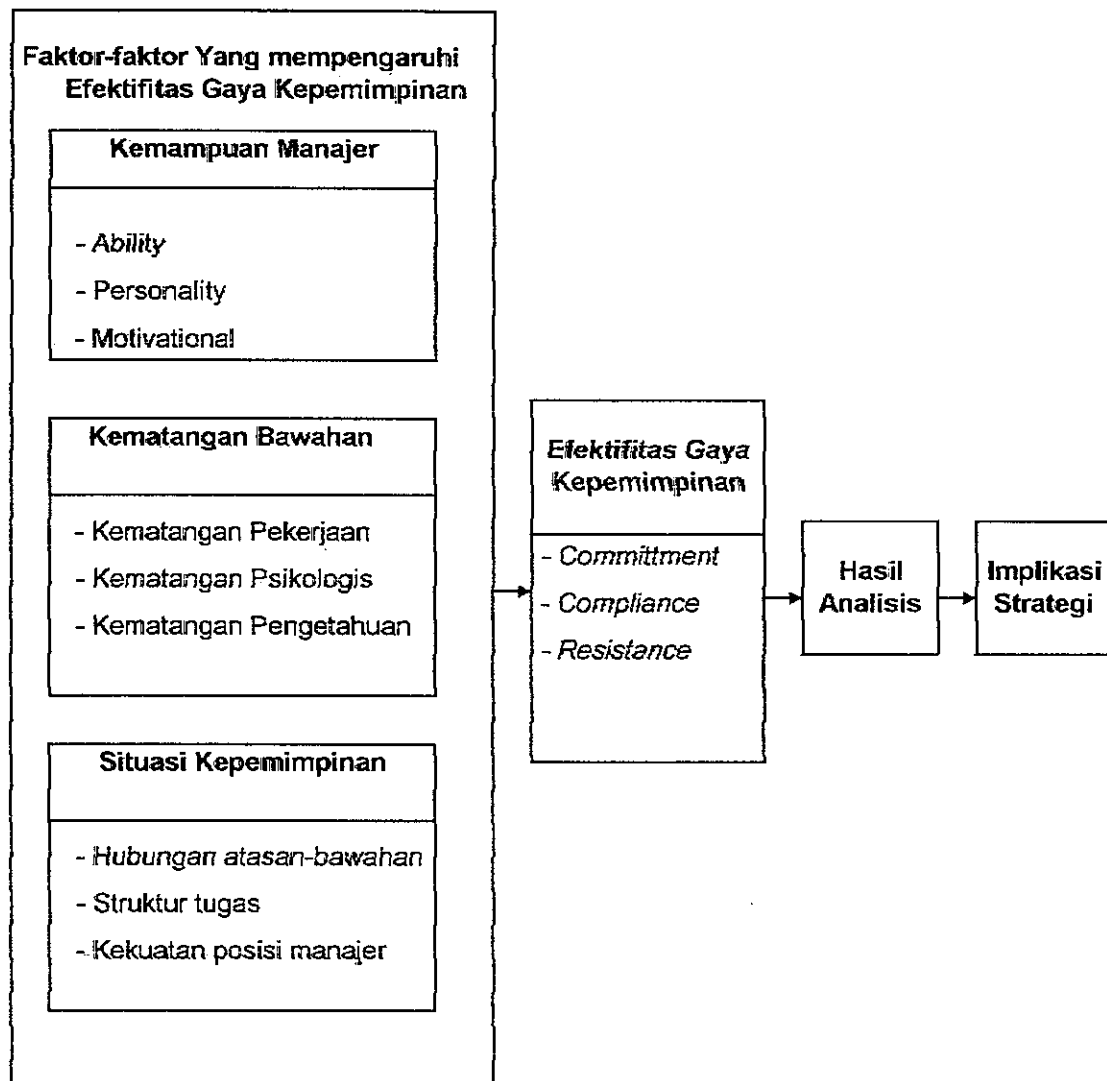 Faktor-faktor Yang mempengaruhi
Efektifitas Gaya Kepemimpinan
Kemampuan Manajer
- Ability
- Personality
- Motivational
Kematangan Bawahan
- Kematangan Pekerjaan
- Kematangan Psikologis
- Kematangan Pengetahuan
Situasi Kepemimpinan
- Hubungan atasan-bawahan
- Struktur tugas
- Kekuatan posisi manajer
Efektifitas Gaya
Kepemimpinan
- Committment
- Compliance
- Resistance
Hasil
Analisis
Implikasi
Strategi